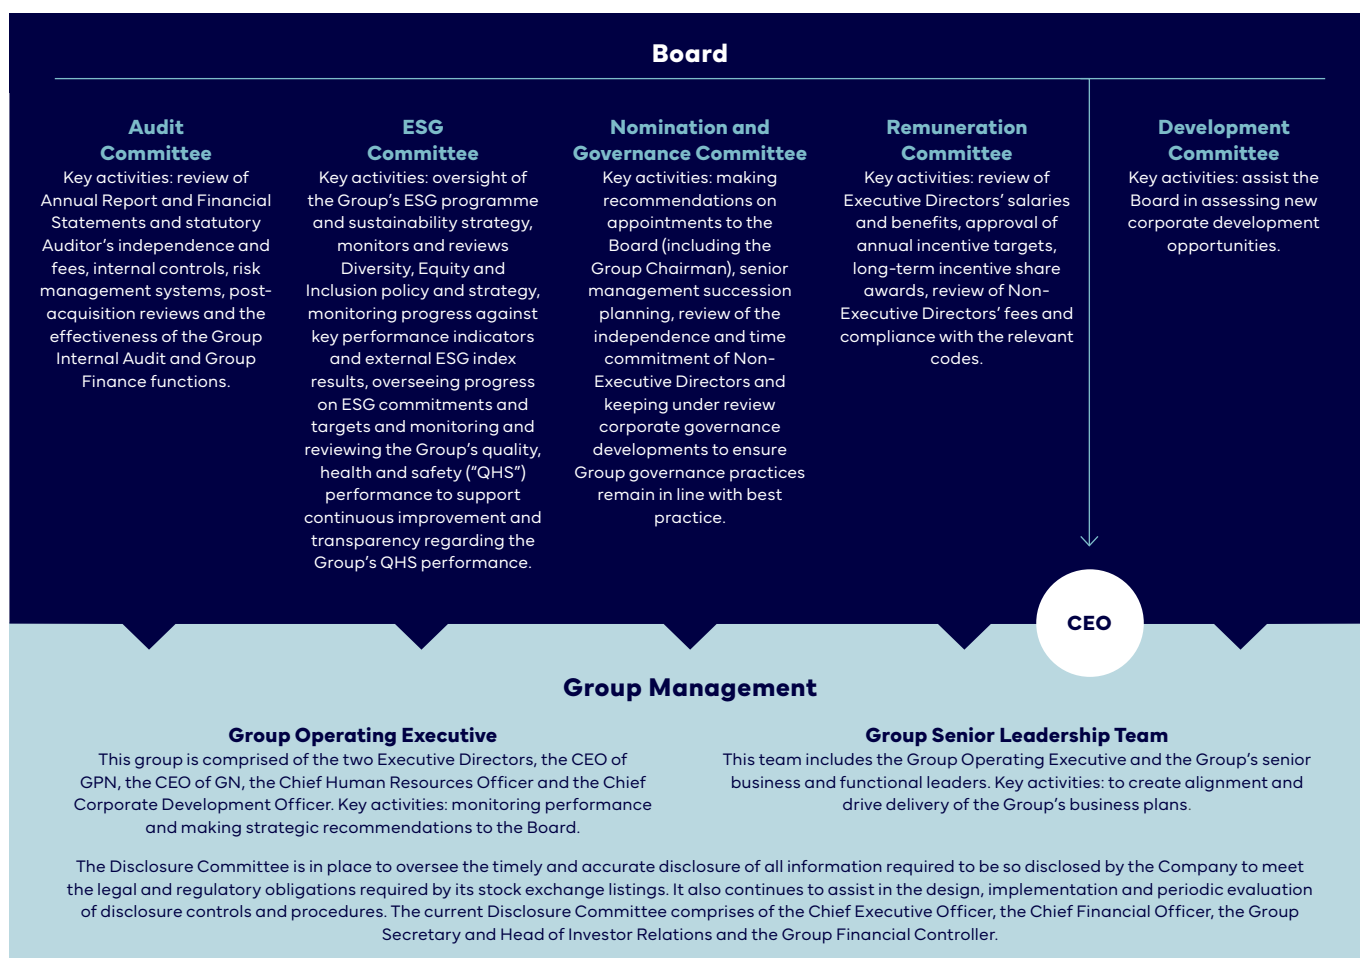 Board
Audit
Committee
Key activities: review of
Annual Report and Financial
Statements and statutory
Auditor’s independence and
fees, internal controls, risk
management systems, post-
acquisition reviews and the
effectiveness of the Group
Internal Audit and Group
Finance functions.
ESG
Committee
Key activities: oversight of
the Group’s ESG programme
and sustainability strategy,
monitors and reviews
Diversity, Equity and
Inclusion policy and strategy,
monitoring progress against
key performance indicators
and external ESG index
results, overseeing progress
on ESG commitments and
targets and monitoring and
reviewing the Group’s quality,
health and safety (“QHS”)
performance to support
continuous improvement and
transparency regarding the
Group’s QHS performance.
Nomination and
Governance Committee
Key activities: making
recommendations on
appointments to the
Board (including the
Group Chairman), senior
management succession
planning, review of the
independence and time
commitment of Non-
Executive Directors and
keeping under review
corporate governance
developments to ensure
Group governance practices
remain in line with best
practice.
Remuneration
Committee
Key activities: review of
Executive Directors’ salaries
and benefits, approval of
annual incentive targets,
long-term incentive share
awards, review of Non-
Executive Directors’ fees and
compliance with the relevant
codes.
Development
Committee
Key activities: assist the
Board in assessing new
corporate development
opportunities.
CEO
Group Management
Group Operating Executive
This group is comprised of the two Executive Directors, the CEO of
GPN, the CEO of GN, the Chief Human Resources Officer and the Chief
Corporate Development Officer. Key activities: monitoring performance
and making strategic recommendations to the Board.
Group Senior Leadership Team
This team includes the Group Operating Executive and the Group’s senior
business and functional leaders. Key activities: to create alignment and
drive delivery of the Group’s business plans.
The Disclosure Committee is in place to oversee the timely and accurate disclosure of all information required to be so disclosed by the Company to meet
the legal and regulatory obligations required by its stock exchange listings. It also continues to assist in the design, implementation and periodic evaluation
of disclosure controls and procedures. The current Disclosure Committee comprises of the Chief Executive Officer, the Chief Financial Officer, the Group
Secretary and Head of Investor Relations and the Group Financial Controller.